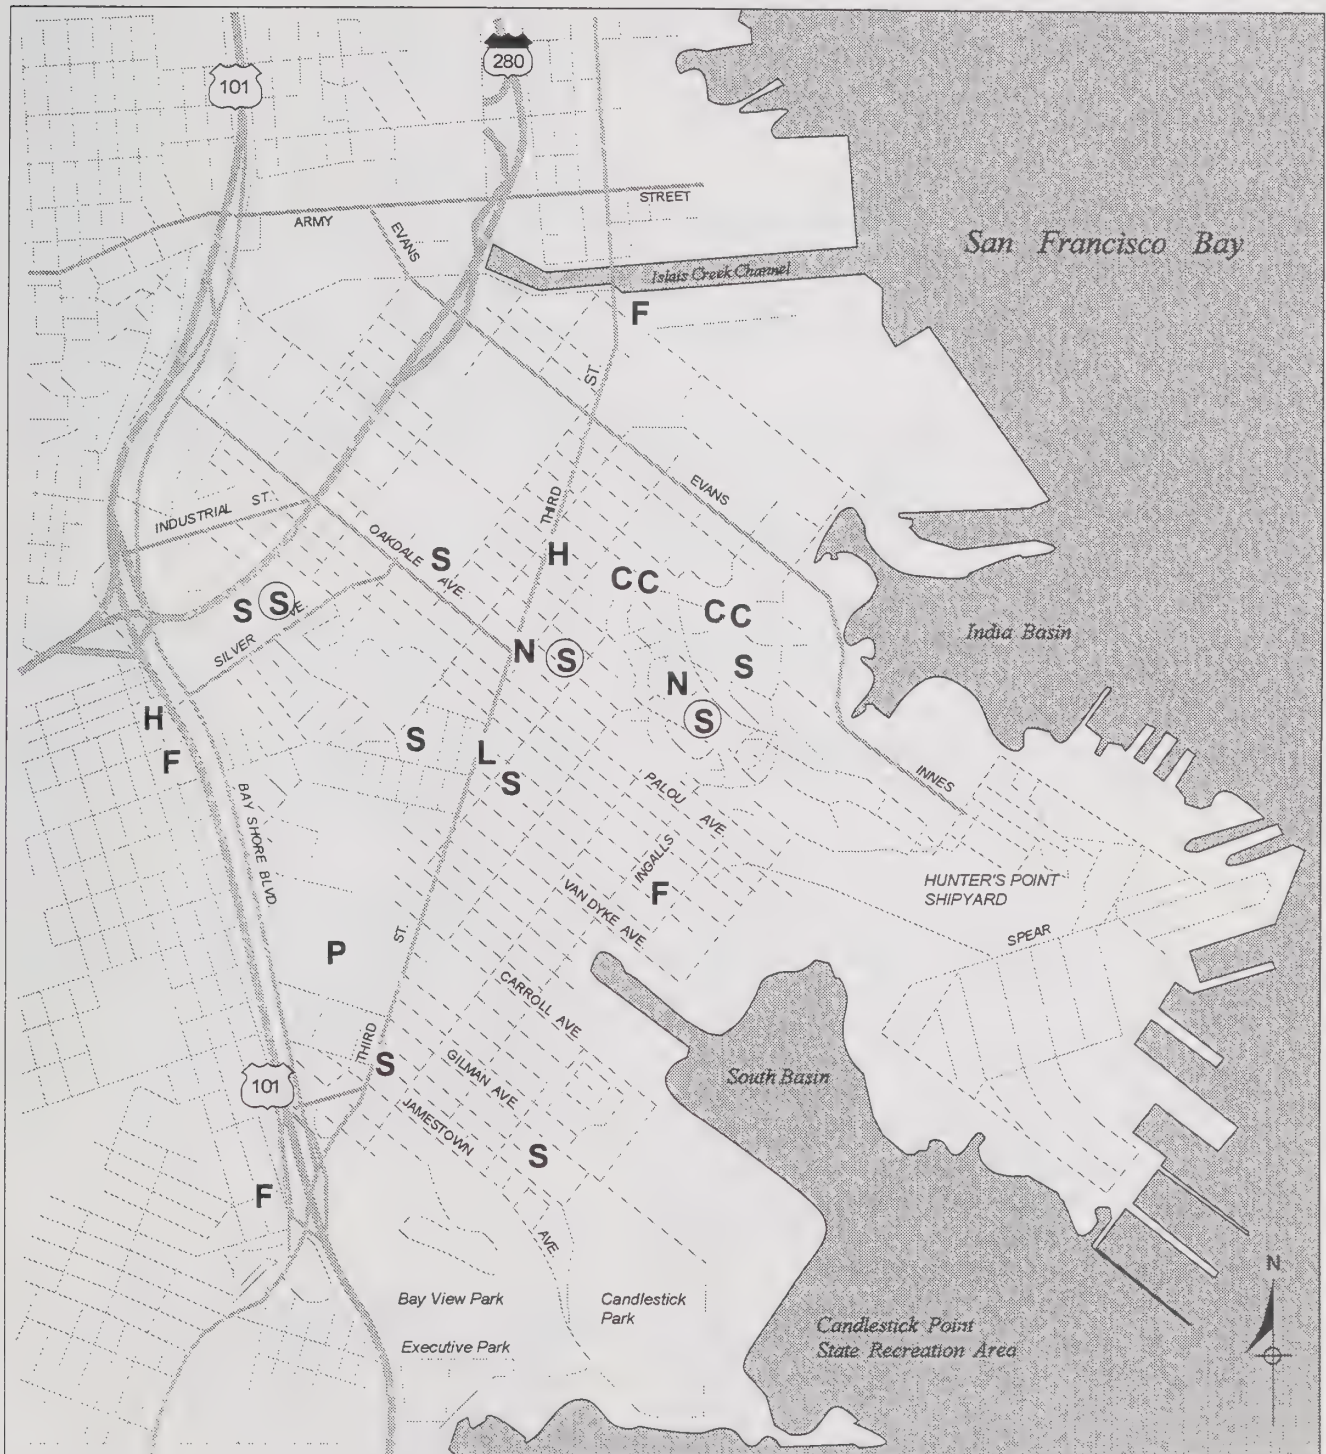 280
101
STREET
ARMY
EVANS
San Francisco Bay
Islais Creek Channel
F
ST.
EVANS
INDUSTRIAL ST.
THIRD
OAKDALE AVE
S
H
CC
CC
S
S
SILVER AVE.
India Basin
N
S
S
N
S
H
S
L
F
S
PALOU AVE
INNES
BAY SHORE BLVD.
INGALLS
HUNTER'S POINT
SHIPYARD
VAN DYKE AVE
F
SPEAR
ST.
P
CARROLL AVE
THIRD
S
GILMAN AVE
South Basin
101
JAMESTOWN AVE
S
F
N
Bay View Park
Candlestick
Park
Executive Park
Candlestick Point
State Recreation Area